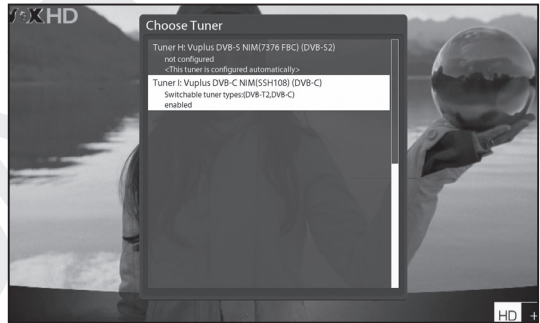 VOXHD
Choose Tuner
Tuner H: Vuplus DVB-S NIM(7376 FBC) (DVB-S2)
not configured
<This tuner is configured automatically>
Tuner I: Vuplus DVB-C NIM(SSH108) (DVB-C)
Switchable tuner types:(DVB-T2,DVB-C)
enabled
HD +